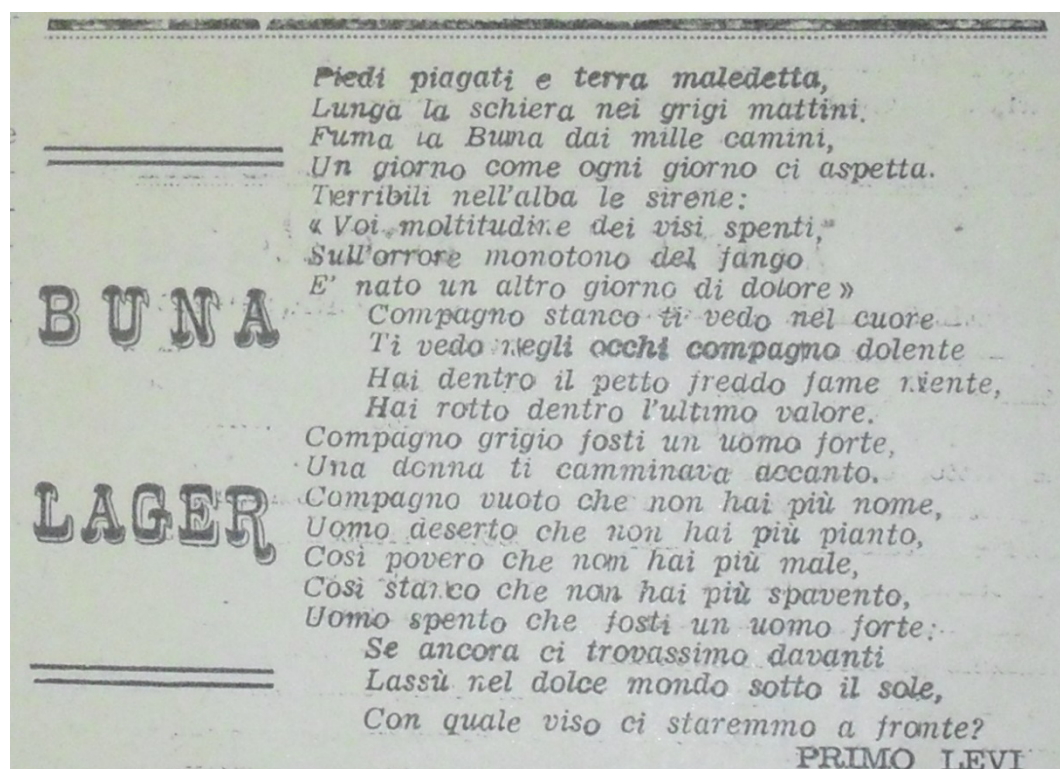 BUNA
LAGER
Piedi piagati e terra maledetta,
Lunga la schiera nei grigi mattini.
Fuma la Buna dai mille camini,
Un giorno come ogni giorno ci aspetta.
Terribili nell'alba le sirene:
« Voi moltitudine dei visi spenti,
Sull'orrore monotono del fango
E' nato un altro giorno di dolore »
Compagno stanco ti vedo nel cuore
Ti vedo negli occhi compagno dolente
Hai dentro il petto freddo fame niente,
Hai rotto dentro l'ultimo valore.
Compagno grigio fosti un uomo forte,
Una donna ti camminava accanto.
Compagno vuoto che non hai più nome,
Uomo deserto che non hai più pianto,
Così povero che non hai più male,
Così stanco che non hai più spavento,
Uomo spento che fosti un uomo forte:
Se ancora ci trovassimo davanti
Lassù nel dolce mondo sotto il sole,
Con quale viso ci staremmo a fronte?
PRIMO LEVI